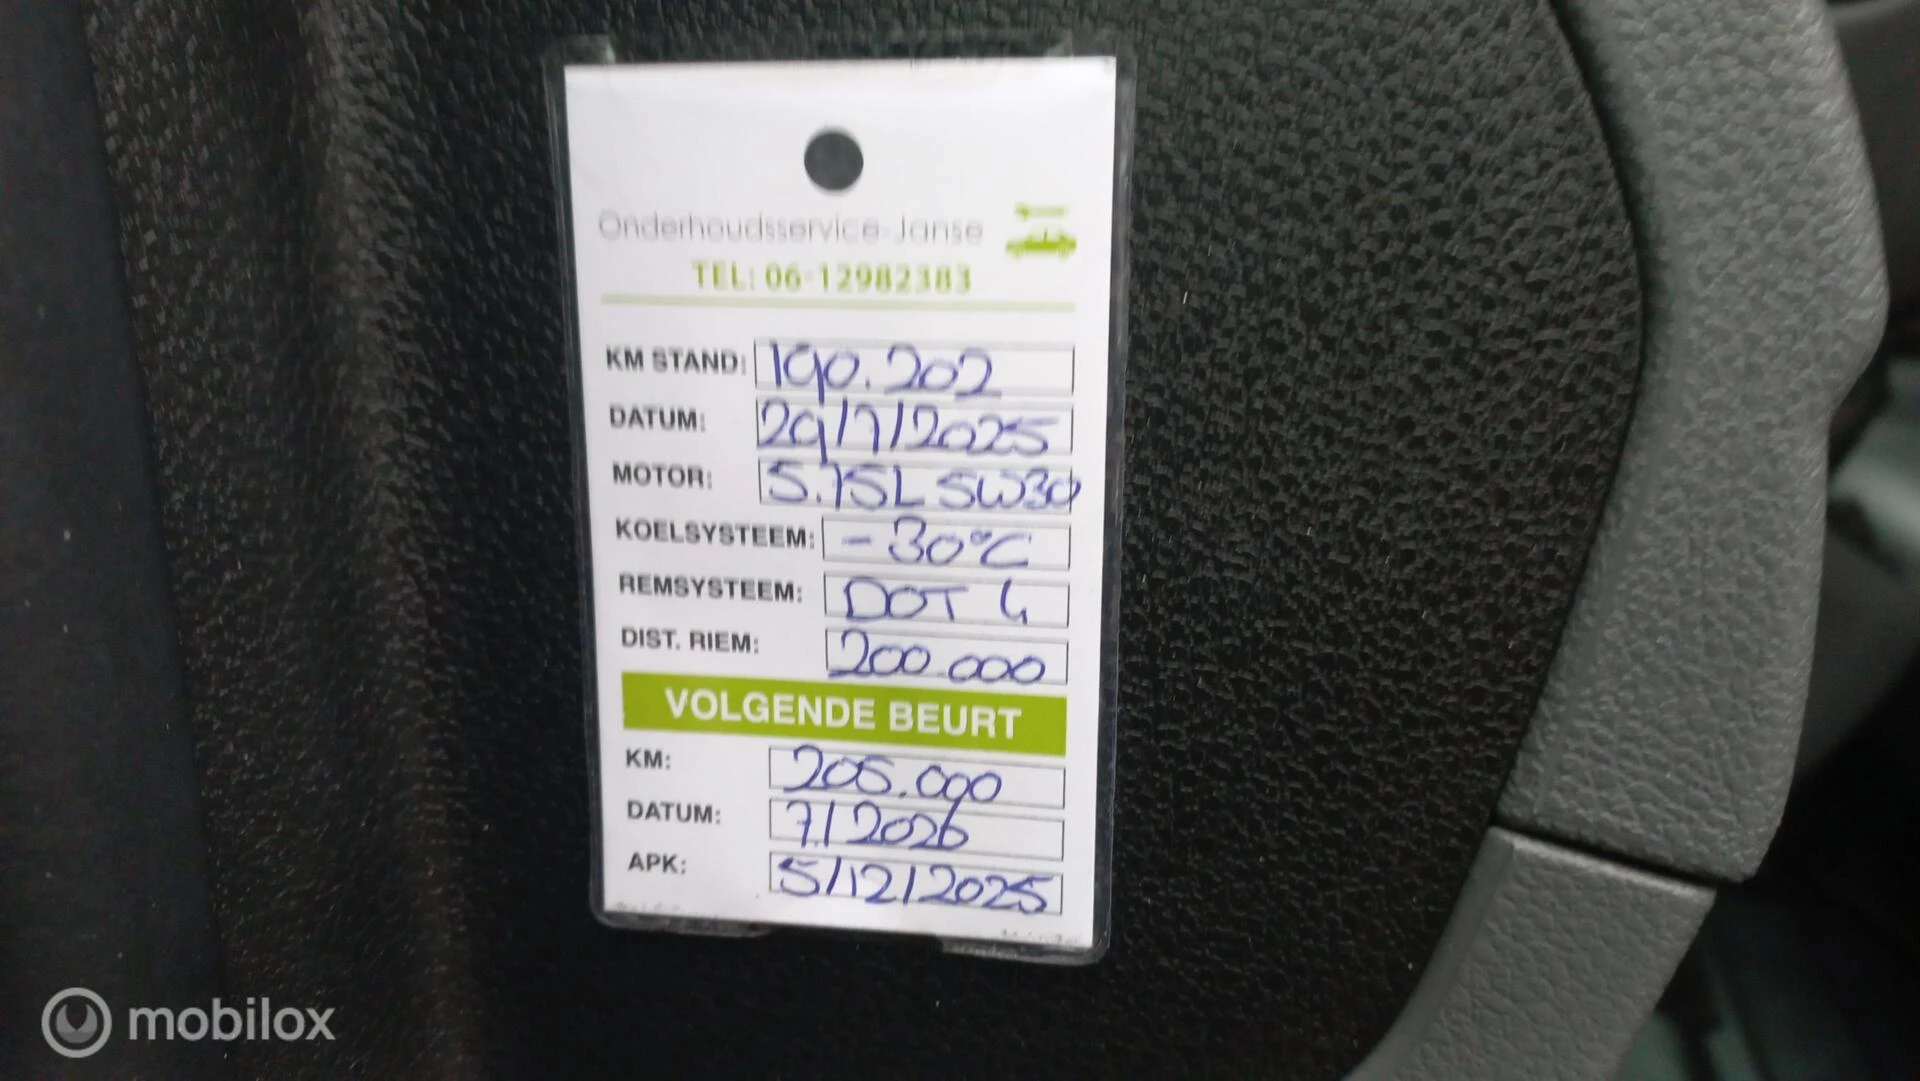 Onderhoudsservice-Janse
TEL: 06-12982383
KM STAND: 190.202
DATUM: 29/7/2025
MOTOR: 5.75L 5W30
KOELSYSTEEM: -30°C
REMSYSTEEM: DOT 4
DIST. RIEM: 200.000
VOLGENDE BEURT
KM: 205.000
DATUM: 7/2026
APK: 5/12/2025
mobilox